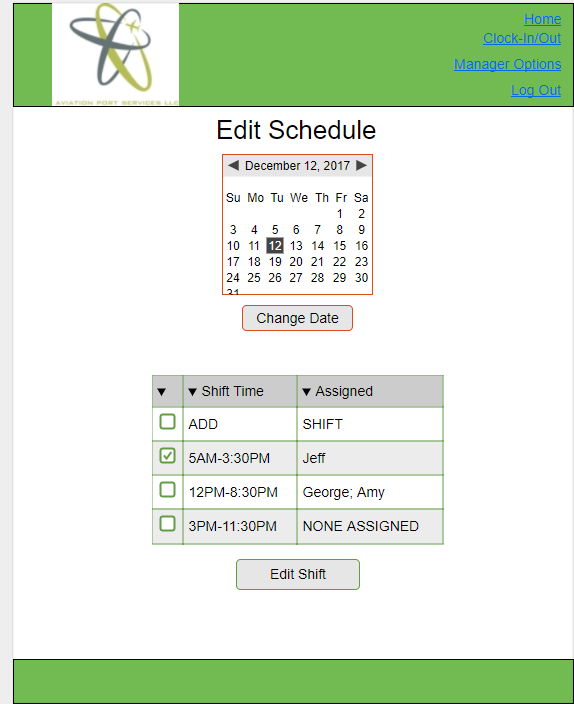 AVIATION PORT SERVICES LLC
Home
Clock-In/Out
Manager Options
Log Out
Edit Schedule
December 12, 2017
Su Mo Tu We Th Fr Sa
1 2
3 4 5 6 7 8 9
10 11 12 13 14 15 16
17 18 19 20 21 22 23
24 25 26 27 28 29 30
31
Change Date
Shift Time Assigned
ADD SHIFT
5AM-3:30PM Jeff
12PM-8:30PM George; Amy
3PM-11:30PM NONE ASSIGNED
Edit Shift